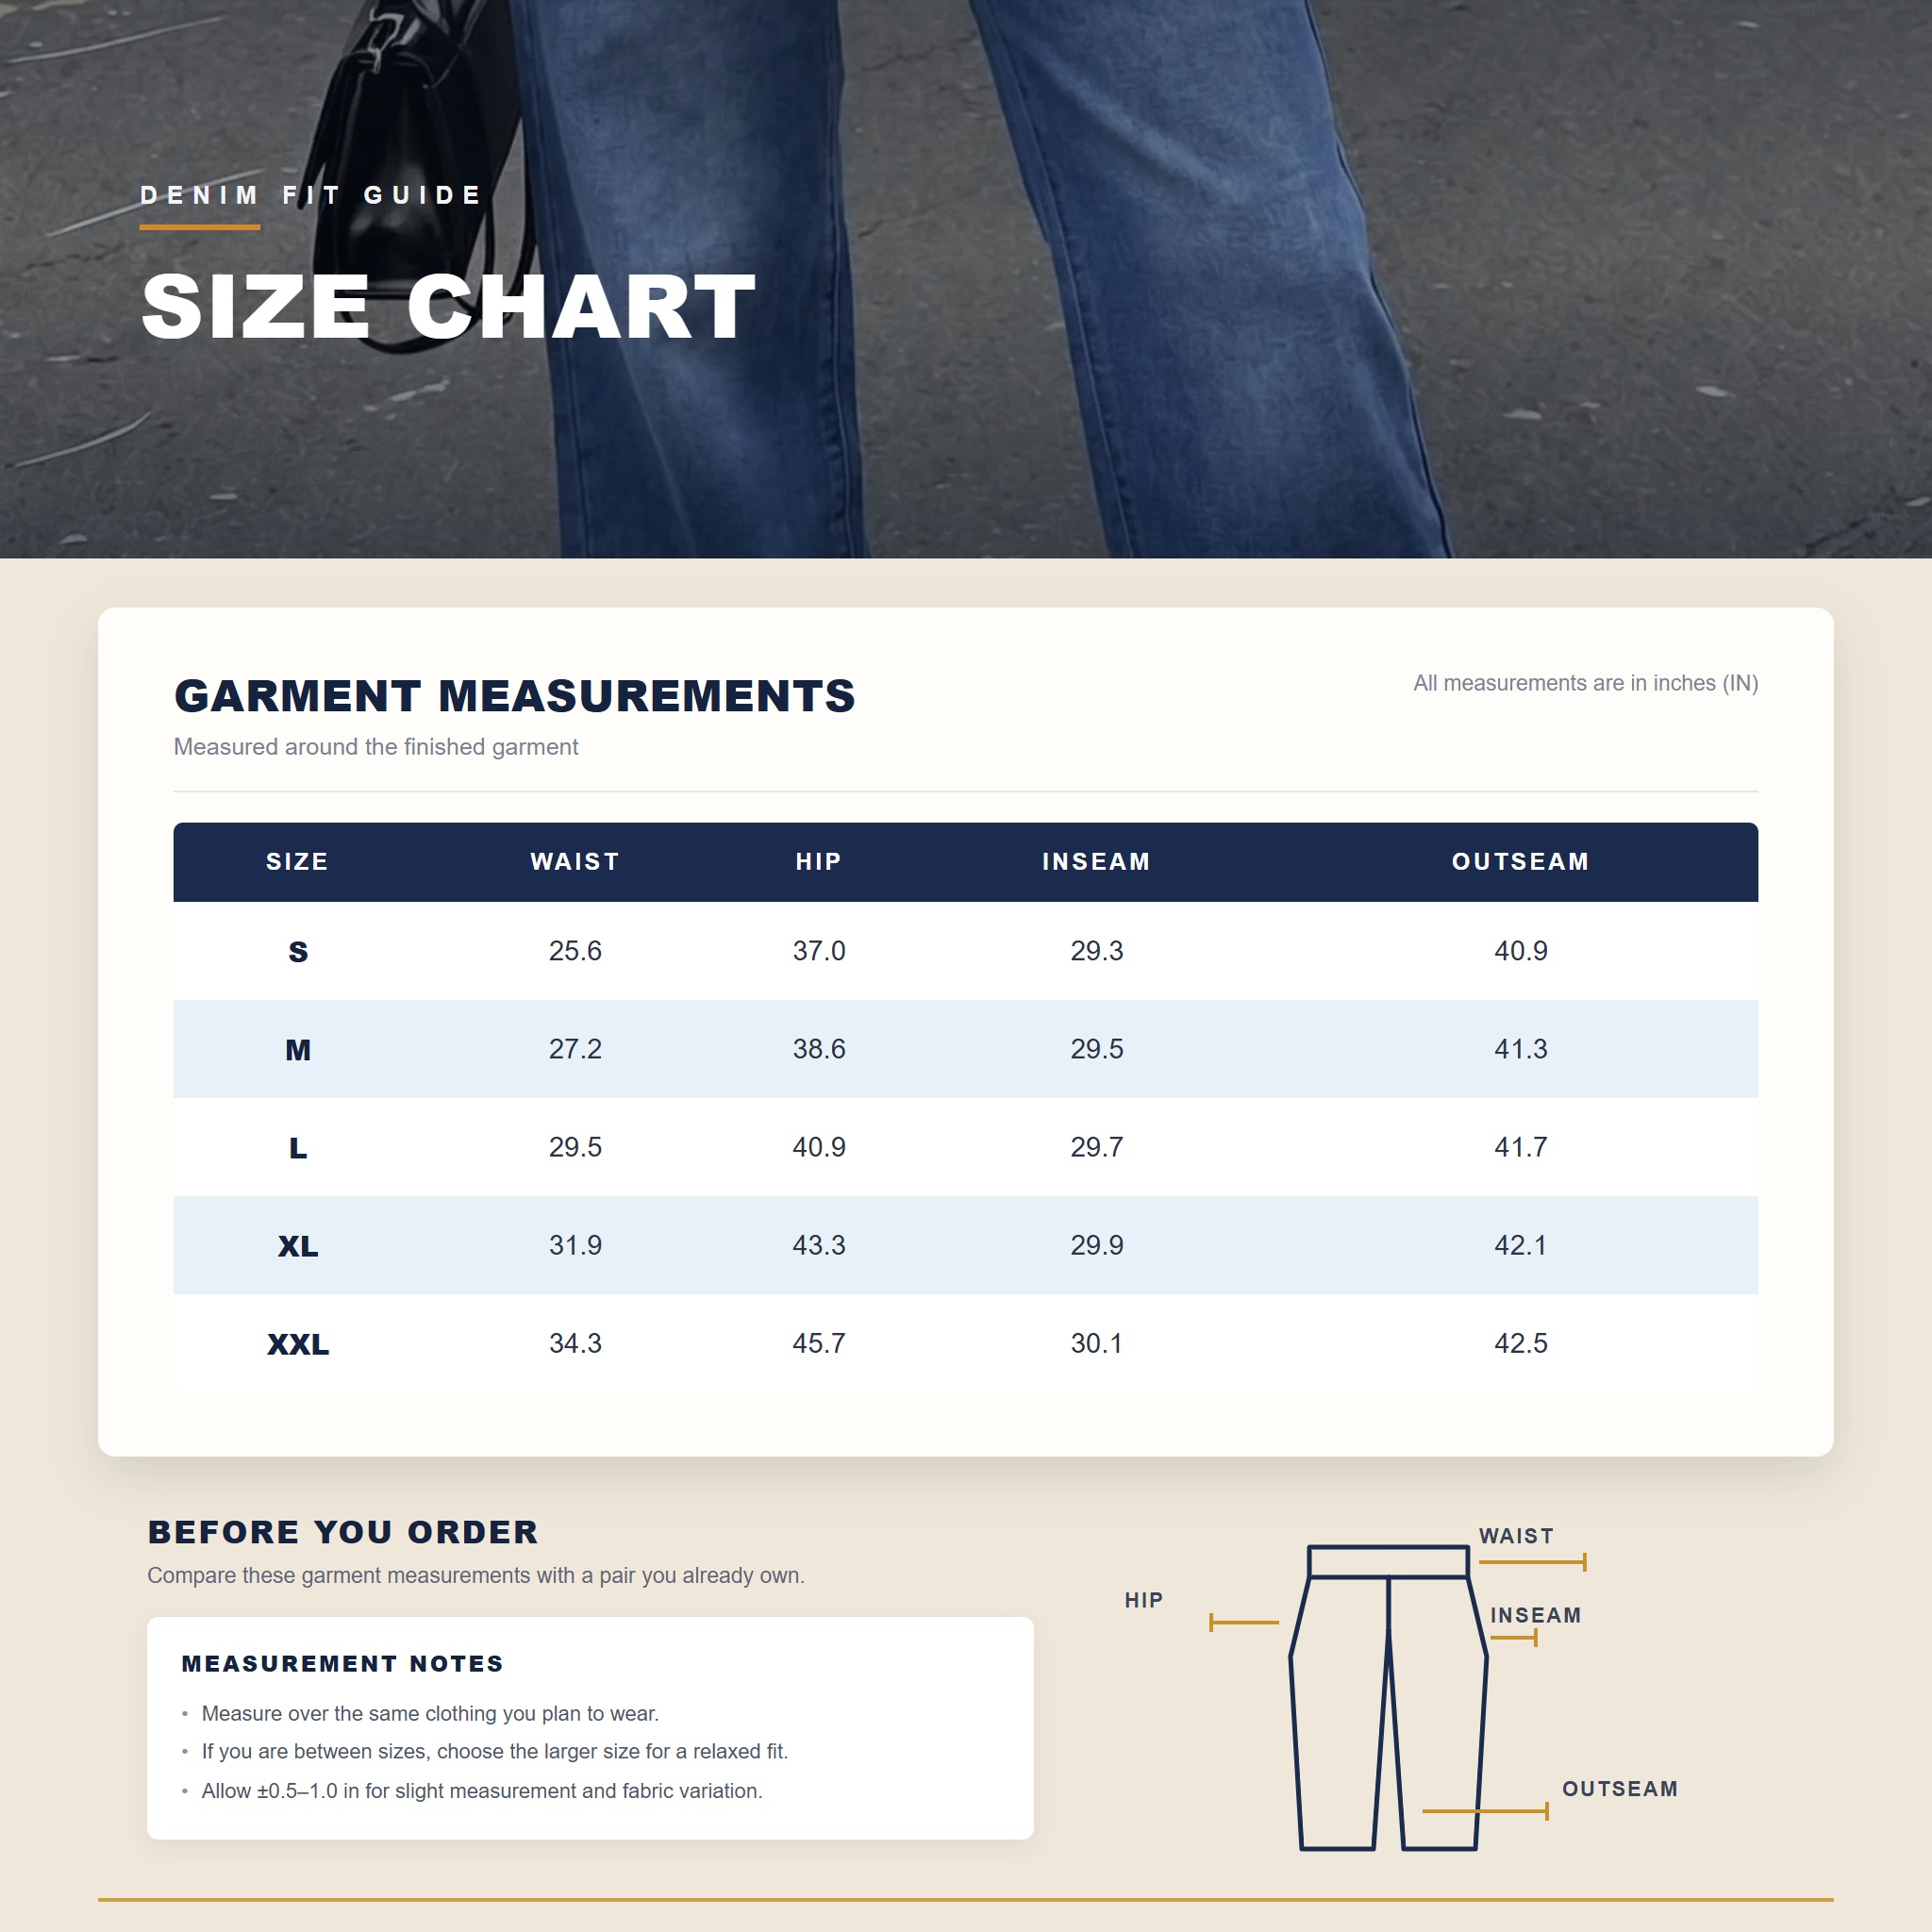 DENIM FIT GUIDE
SIZE CHART
GARMENT MEASUREMENTS
All measurements are in inches (IN)
Measured around the finished garment
SIZE WAIST HIP INSEAM OUTSEAM
S 25.6 37.0 29.3 40.9
M 27.2 38.6 29.5 41.3
L 29.5 40.9 29.7 41.7
XL 31.9 43.3 29.9 42.1
XXL 34.3 45.7 30.1 42.5
BEFORE YOU ORDER
Compare these garment measurements with a pair you already own.
MEASUREMENT NOTES
• Measure over the same clothing you plan to wear.
• If you are between sizes, choose the larger size for a relaxed fit.
• Allow ±0.5–1.0 in for slight measurement and fabric variation.
WAIST
HIP
INSEAM
OUTSEAM